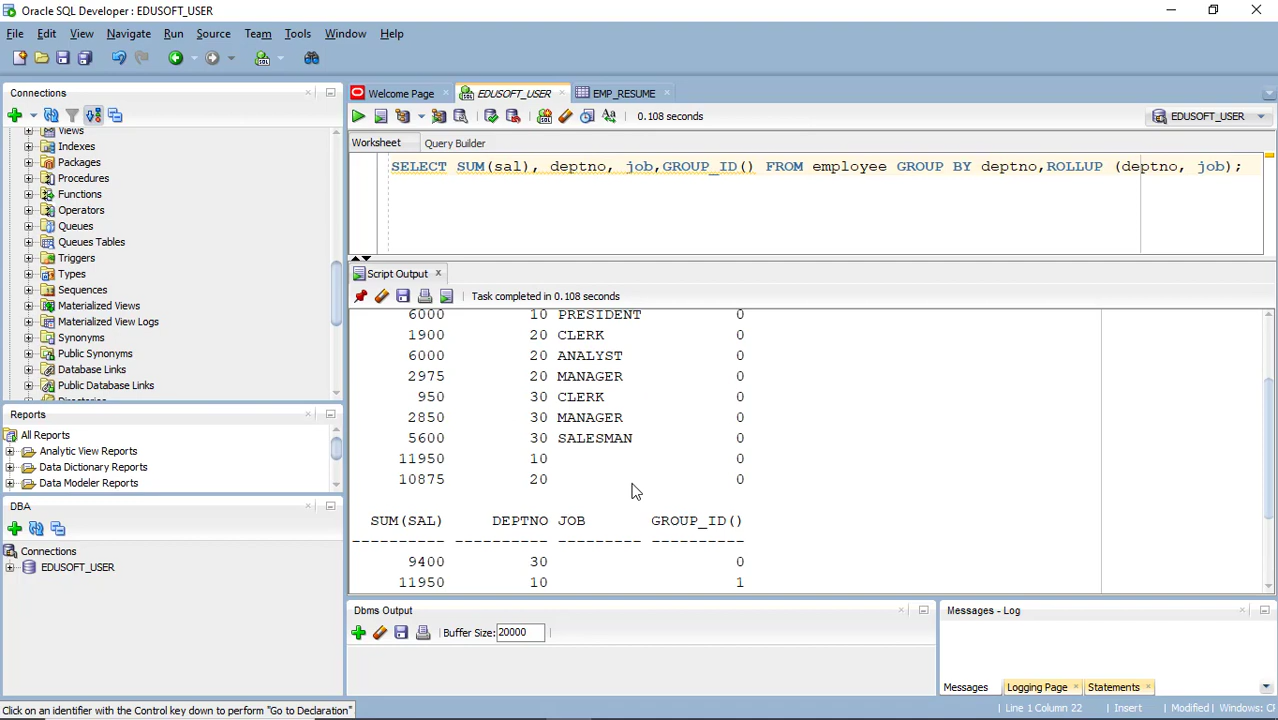 Oracle SQL Developer : EDUSOFT_USER
File Edit View Navigate Run Source Team Tools Window Help
Connections
Views
Indexes
Packages
Procedures
Functions
Operators
Queues
Queues Tables
Triggers
Types
Sequences
Materialized Views
Materialized View Logs
Synonyms
Public Synonyms
Database Links
Public Database Links
Directories
Reports
All Reports
Analytic View Reports
Data Dictionary Reports
Data Modeler Reports
DBA
Connections
EDUSOFT_USER
Welcome Page EDUSOFT_USER EMP_RESUME
0.108 seconds EDUSOFT_USER
Worksheet Query Builder
SELECT SUM(sal), deptno, job,GROUP_ID() FROM employee GROUP BY deptno,ROLLUP (deptno, job);
Script Output x
Task completed in 0.108 seconds
6000 10 PRESIDENT 0
1900 20 CLERK 0
6000 20 ANALYST 0
2975 20 MANAGER 0
950 30 CLERK 0
2850 30 MANAGER 0
5600 30 SALESMAN 0
11950 10 0
10875 20 0
SUM(SAL) DEPTNO JOB GROUP_ID()
---------- ---------- --------- ----------
9400 30 0
11950 10 1
Dbms Output
Buffer Size: 20000
Messages - Log
Messages Logging Page Statements
Click on an identifier with the Control key down to perform "Go to Declaration"
Line 1 Column 22 Insert Modified Windows: CF